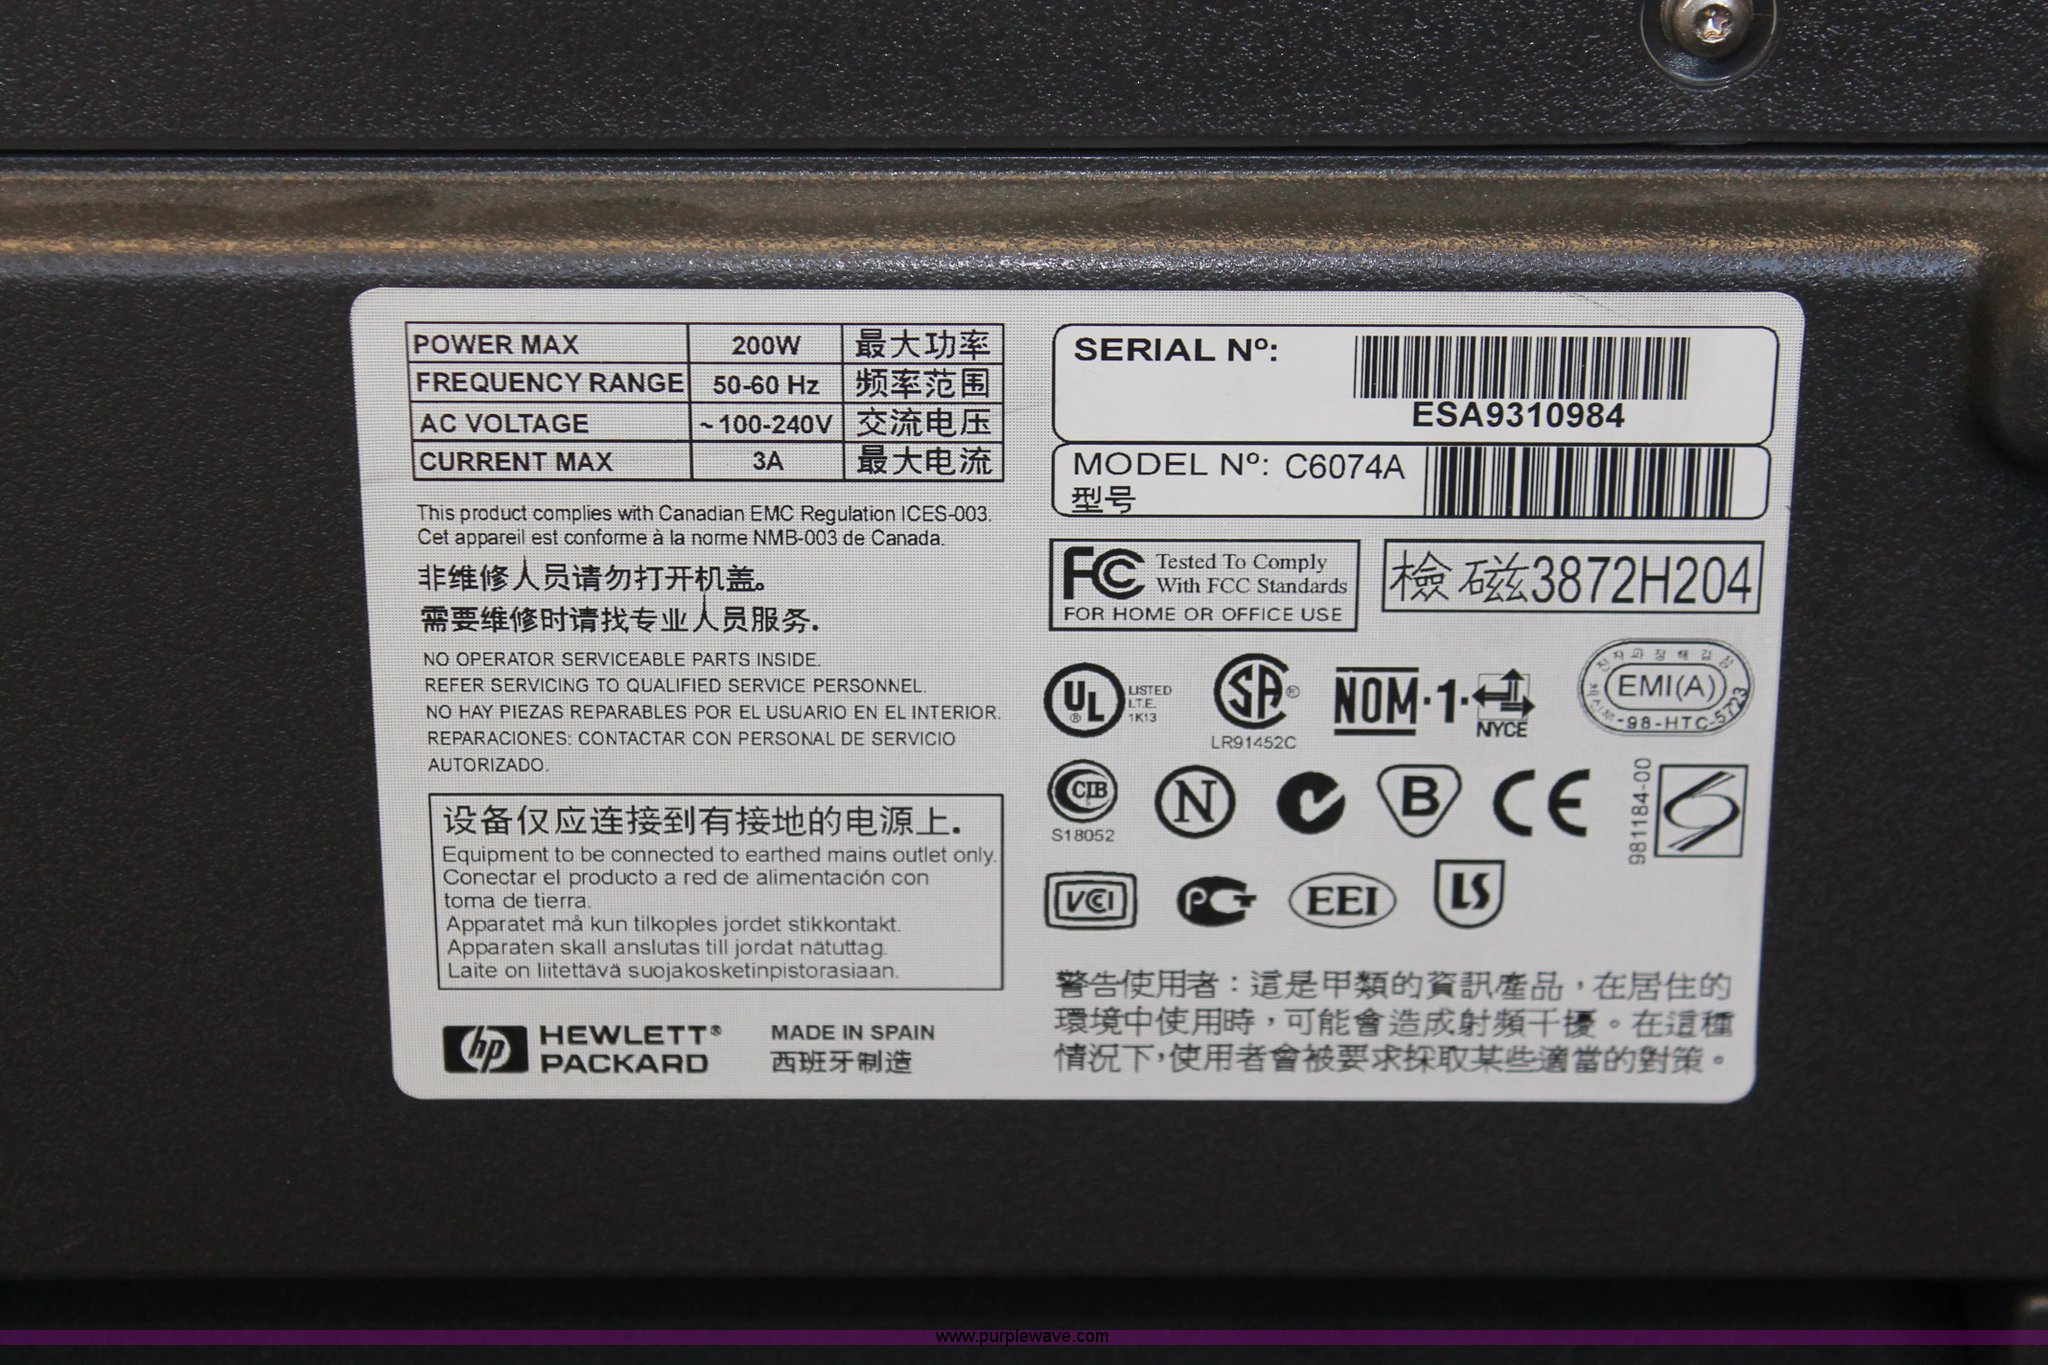 POWER MAX 200W 最大功率
FREQUENCY RANGE 50-60 Hz 频率范围
AC VOLTAGE ~100-240V 交流电压
CURRENT MAX 3A 最大电流
This product complies with Canadian EMC Regulation ICES-003.
Cet appareil est conforme à la norme NMB-003 de Canada.
非维修人员请勿打开机盖。
需要维修时请找专业人员服务.
NO OPERATOR SERVICEABLE PARTS INSIDE.
REFER SERVICING TO QUALIFIED SERVICE PERSONNEL.
NO HAY PIEZAS REPARABLES POR EL USUARIO EN EL INTERIOR.
REPARACIONES: CONTACTAR CON PERSONAL DE SERVICIO
AUTORIZADO.
设备仅应连接到有接地的电源上.
Equipment to be connected to earthed mains outlet only.
Conectar el producto a red de alimentación con
toma de tierra.
Apparatet må kun tilkoples jordet stikkontakt.
Apparaten skall anslutas till jordat nätuttag.
Laite on liitettävä suojakosketinpistorasiaan.
hp HEWLETT®
PACKARD
MADE IN SPAIN
西班牙制造
SERIAL Nº:
ESA9310984
MODEL Nº: C6074A
型号
FC Tested To Comply
With FCC Standards
FOR HOME OR OFFICE USE
檢磁3872H204
UL ® LISTED
I.T.E.
1K13
SA ®
LR91452C
NOM·1·
NYCE
전자파장해검정
EMI(A)
-98-HTC-5723
CIB
S18052
N
B
CE
981184-00
S
VCCI
PCT
EEI
LS
警告使用者：這是甲類的資訊產品，在居住的
環境中使用時，可能會造成射頻干擾。在這種
情況下，使用者會被要求採取某些適當的對策。
www.purplewave.com